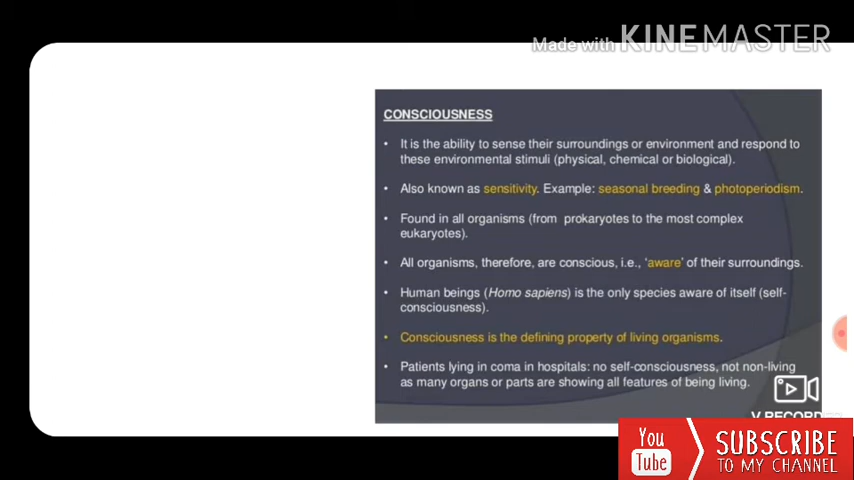 Made with KINEMASTER
CONSCIOUSNESS
• It is the ability to sense their surroundings or environment and respond to
these environmental stimuli (physical, chemical or biological).
• Also known as sensitivity. Example: seasonal breeding & photoperiodism.
• Found in all organisms (from prokaryotes to the most complex
eukaryotes).
• All organisms, therefore, are conscious, i.e., 'aware' of their surroundings.
• Human beings (Homo sapiens) is the only species aware of itself (self-
consciousness).
• Consciousness is the defining property of living organisms.
• Patients lying in coma in hospitals: no self-consciousness, not non-living
as many organs or parts are showing all features of being living.
V RECORDER
You
Tube
SUBSCRIBE
TO MY CHANNEL